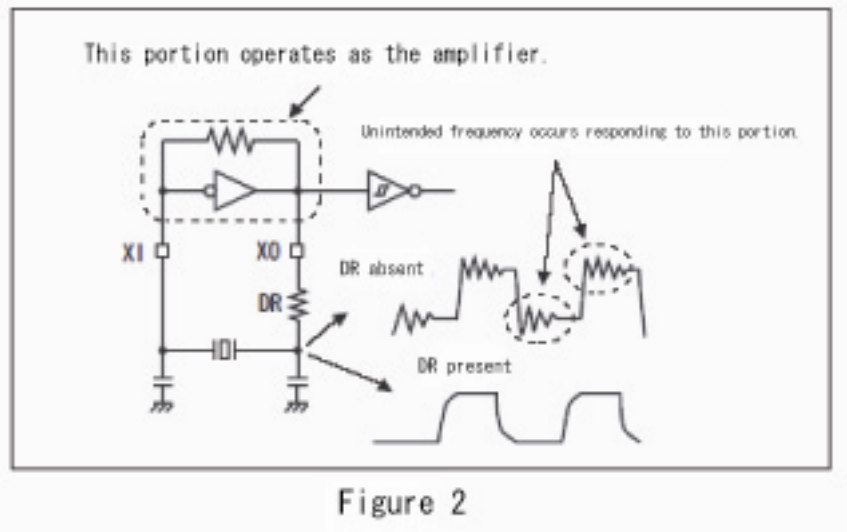 This portion operates as the amplifier.
Unintended frequency occurs responding to this portion.
XI
XO
DR absent
DR
DR present
Figure 2